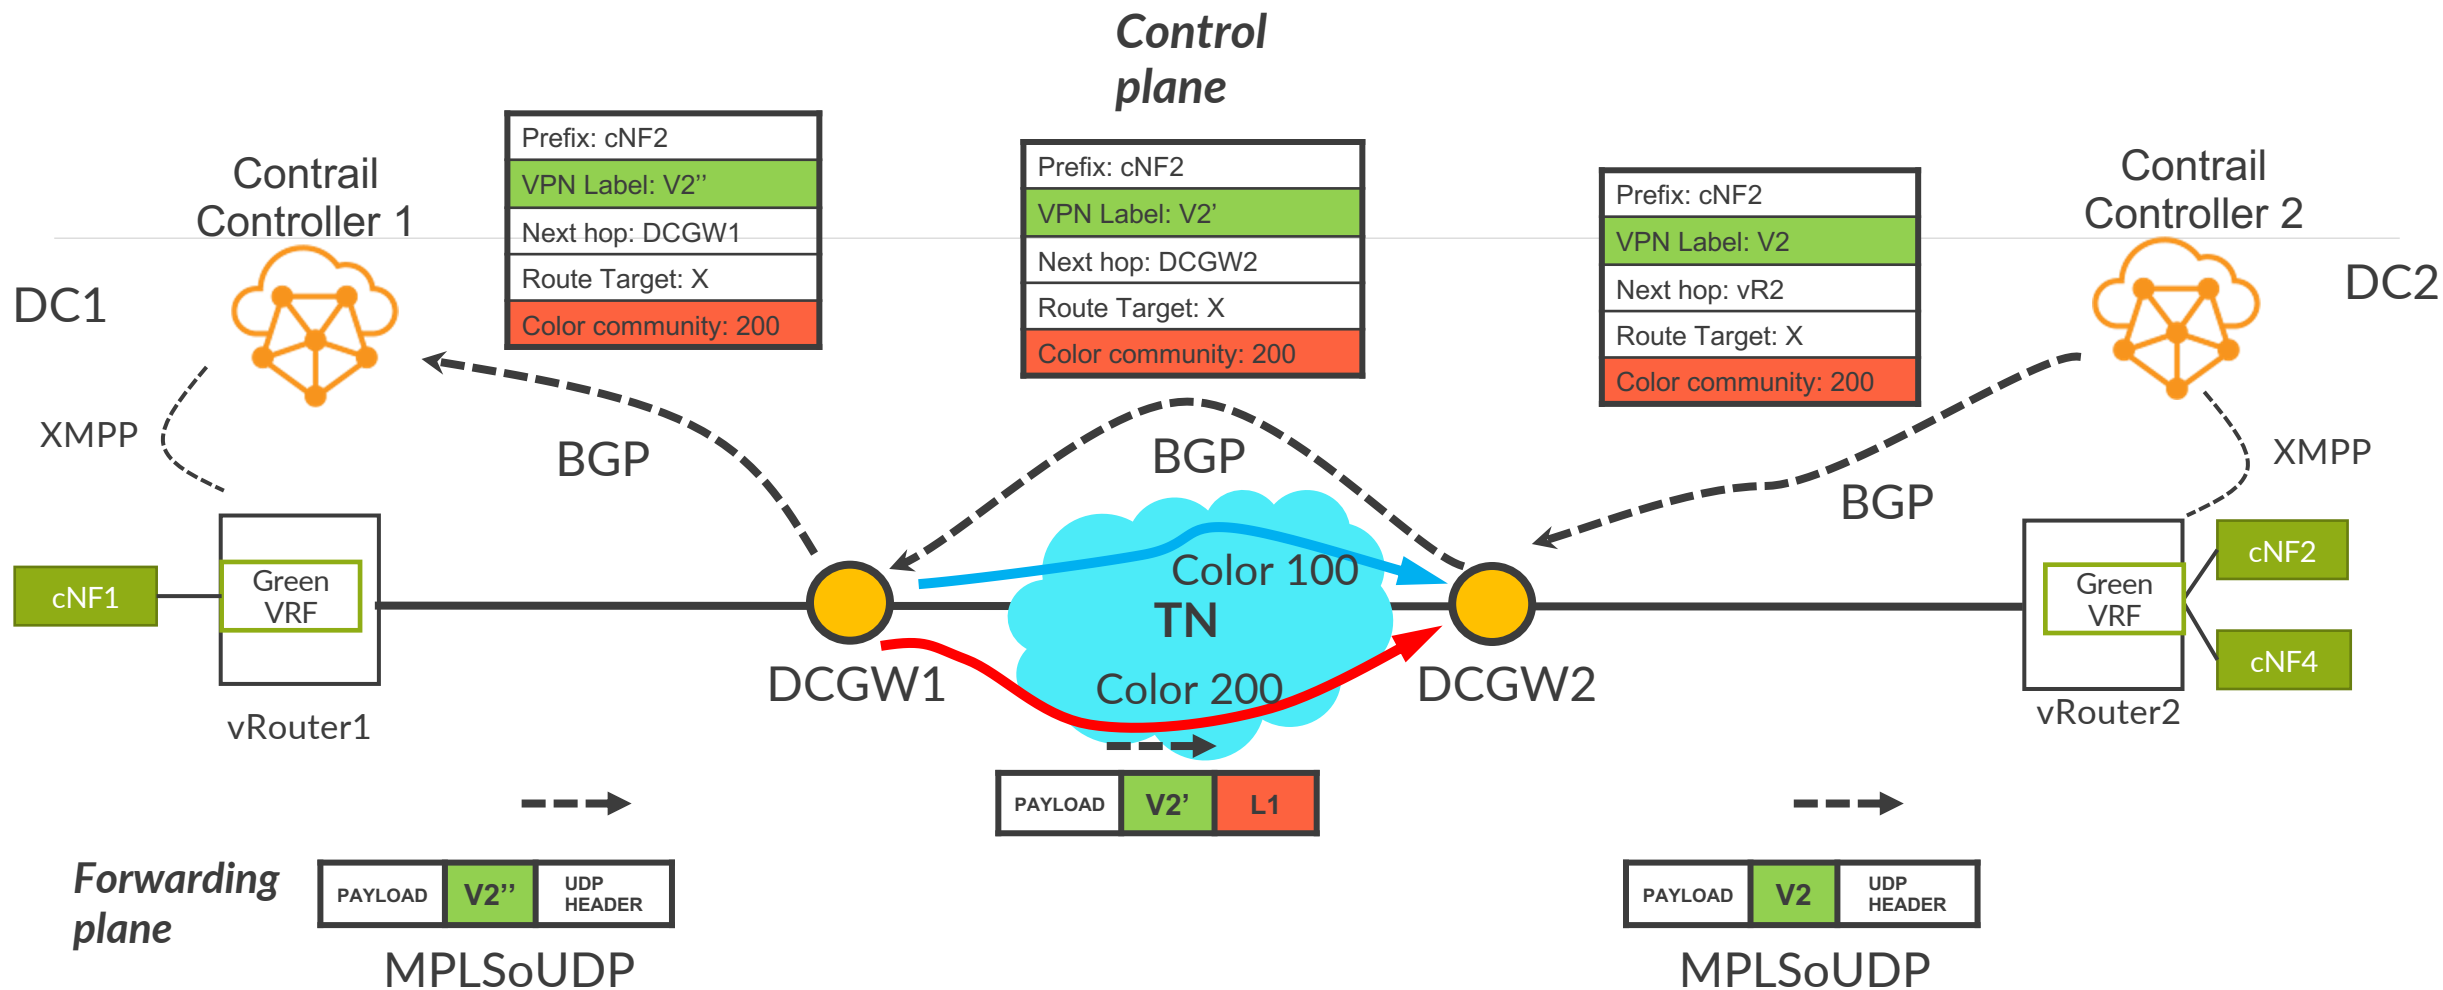 Control
plane
Prefix: cNF2
VPN Label: V2’’
Next hop: DCGW1
Route Target: X
Color community: 200
Prefix: cNF2
VPN Label: V2’
Next hop: DCGW2
Route Target: X
Color community: 200
Prefix: cNF2
VPN Label: V2
Next hop: vR2
Route Target: X
Color community: 200
Contrail
Controller 1
Contrail
Controller 2
DC1
DC2
XMPP
BGP
BGP
BGP
XMPP
cNF1
Green
VRF
vRouter1
DCGW1
Color 100
TN
Color 200
DCGW2
Green
VRF
vRouter2
cNF2
cNF4
PAYLOAD
V2’
L1
Forwarding
plane
PAYLOAD
V2’’
UDP
HEADER
MPLSoUDP
PAYLOAD
V2
UDP
HEADER
MPLSoUDP